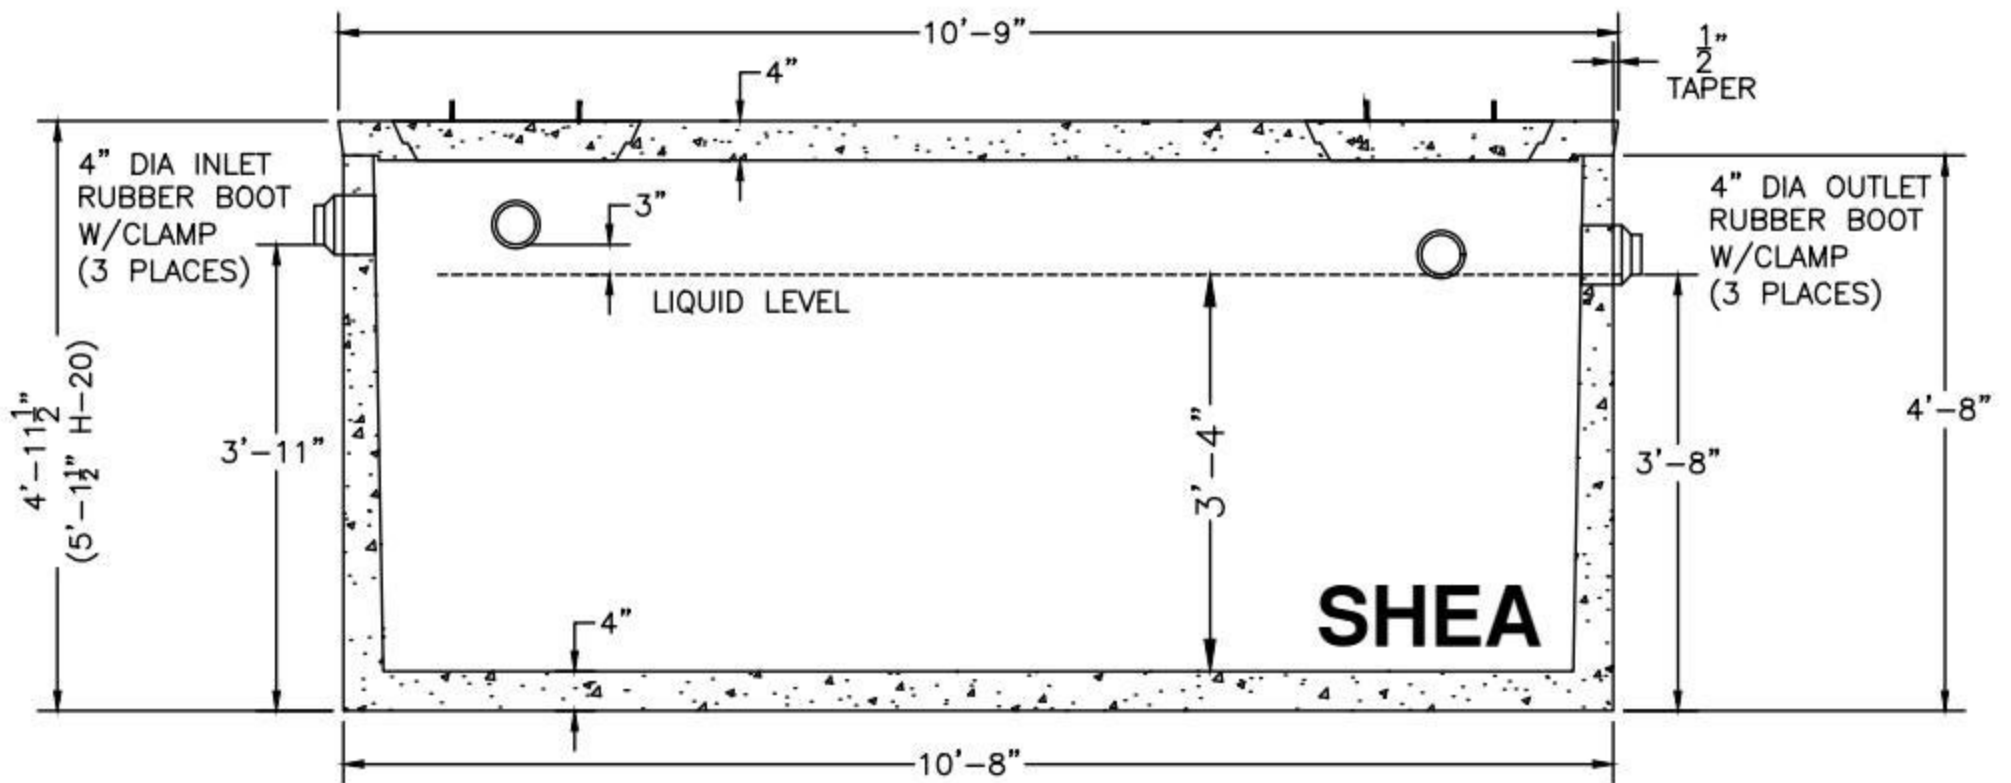 10'-9"
1/2"
TAPER
4"
4" DIA INLET
RUBBER BOOT
W/CLAMP
(3 PLACES)
3"
4" DIA OUTLET
RUBBER BOOT
W/CLAMP
(3 PLACES)
LIQUID LEVEL
4'-11 1/2"
(5'-1 1/2" H-20)
3'-11"
3'-4"
3'-8"
4'-8"
SHEA
4"
10'-8"